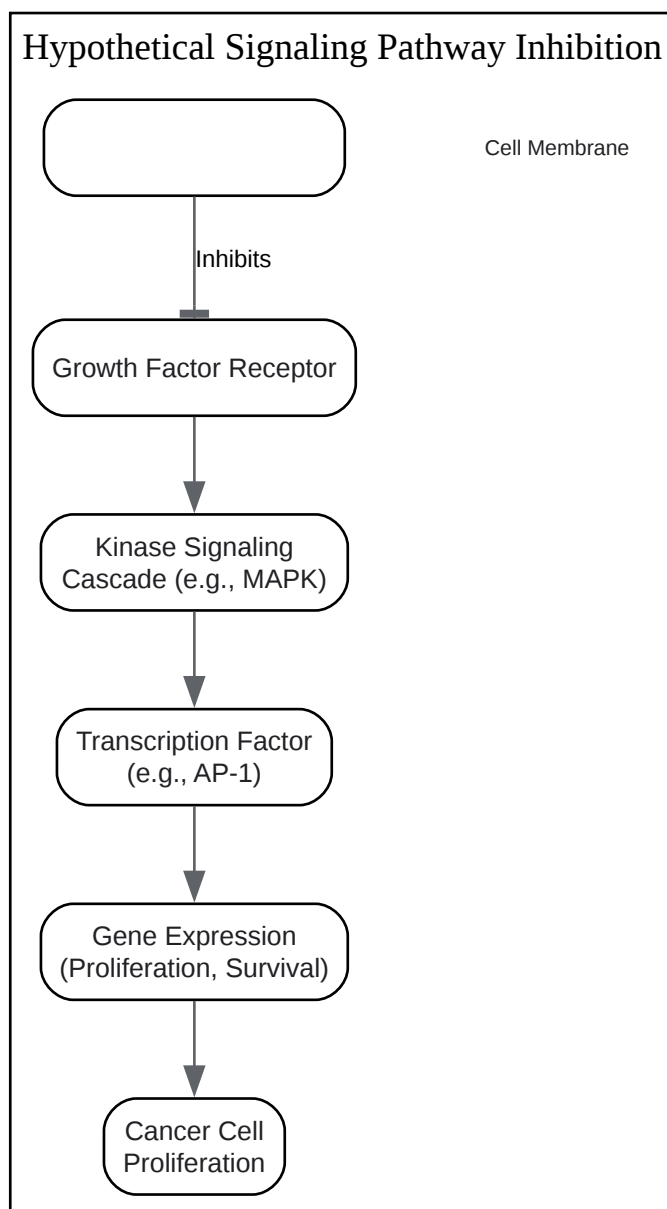 Hypothetical Signaling Pathway Inhibition
Cell Membrane
Inhibits
Growth Factor Receptor
Kinase Signaling
Cascade (e.g., MAPK)
Transcription Factor
(e.g., AP-1)
Gene Expression
(Proliferation, Survival)
Cancer Cell
Proliferation